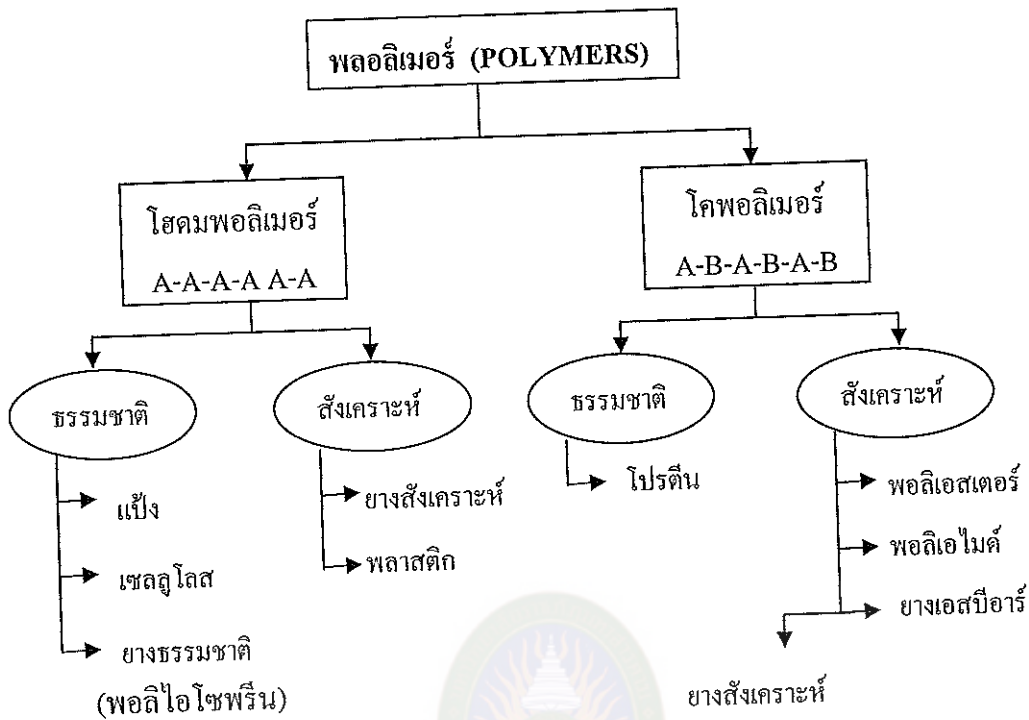 พลอลิเมอร์ (POLYMERS)
โฮดมพอลิเมอร์
A-A-A-A A-A
โคพอลิเมอร์
A-B-A-B-A-B
ธรรมชาติ
แป้ง
เซลลูโลส
ยางธรรมชาติ
(พอลิไอโซพรีน)
สังเคราะห์
ยางสังเคราะห์
พลาสติก
ธรรมชาติ
โปรตีน
สังเคราะห์
พอลิเอสเตอร์
พอลิเอไมด์
ยางเอสบีอาร์
ยางสังเคราะห์